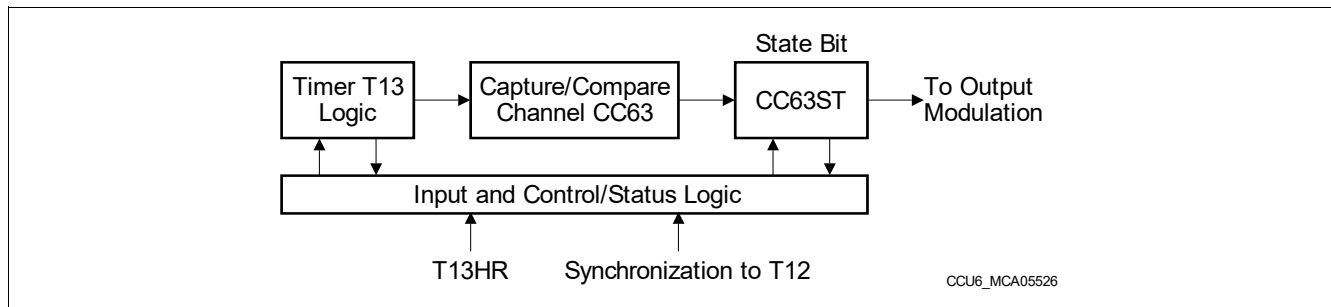 State Bit
Timer T13
Logic
Capture/Compare
Channel CC63
CC63ST
To Output
Modulation
Input and Control/Status Logic
T13HR
Synchronization to T12
CCU6_MCA05526